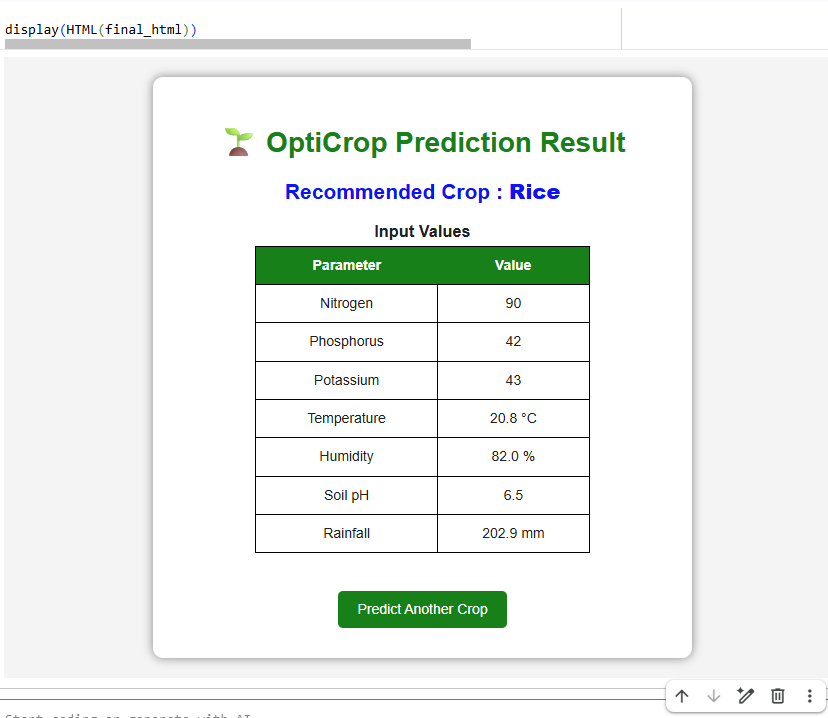 display(HTML(final_html))
OptiCrop Prediction Result
Recommended Crop : Rice
Input Values
Parameter Value
Nitrogen 90
Phosphorus 42
Potassium 43
Temperature 20.8 °C
Humidity 82.0 %
Soil pH 6.5
Rainfall 202.9 mm
Predict Another Crop
Start coding or generate with AI